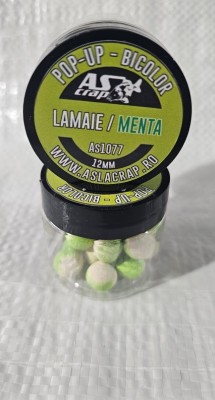 POP-UP - BICOLOR
AS
crap
LAMAIE / MENTA
As1077
12MM
WWW.ASLACRAP.RO
POP-UP - BICOLOR